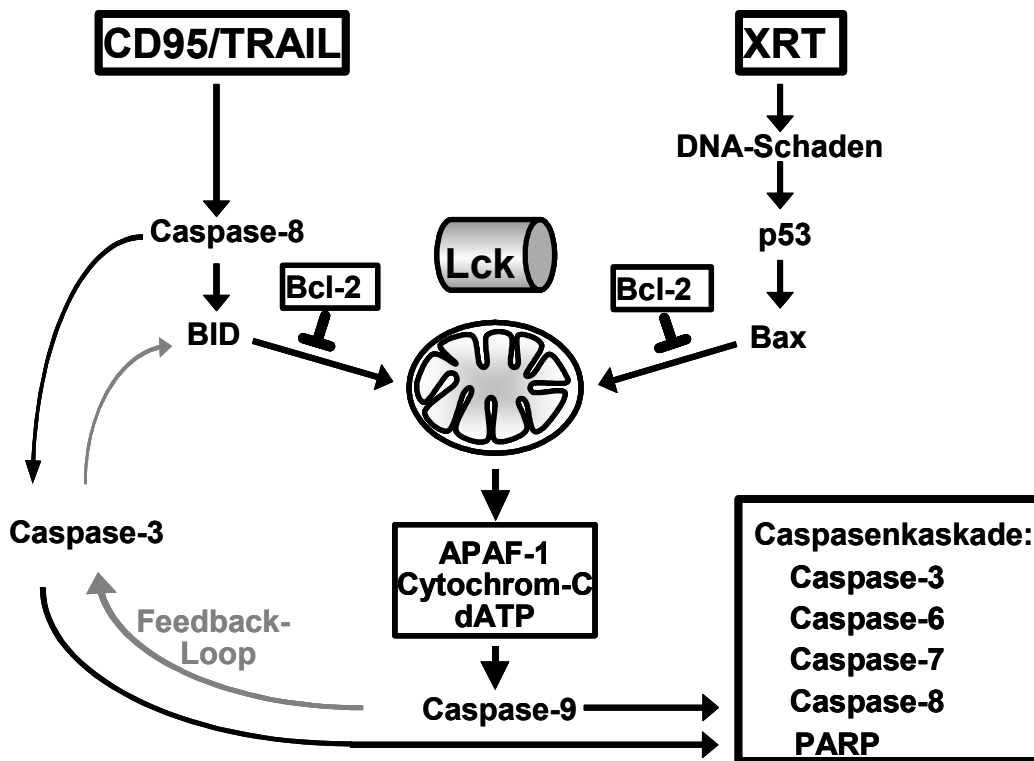 CD95/TRAIL
XRT
DNA-Schaden
p53
Caspase-8
Lck
Bcl-2
Bcl-2
BID
Bax
Caspase-3
APAF-1
Cytochrom-C
dATP
Feedback-
Loop
Caspase-9
Caspasenkaskade:
Caspase-3
Caspase-6
Caspase-7
Caspase-8
PARP